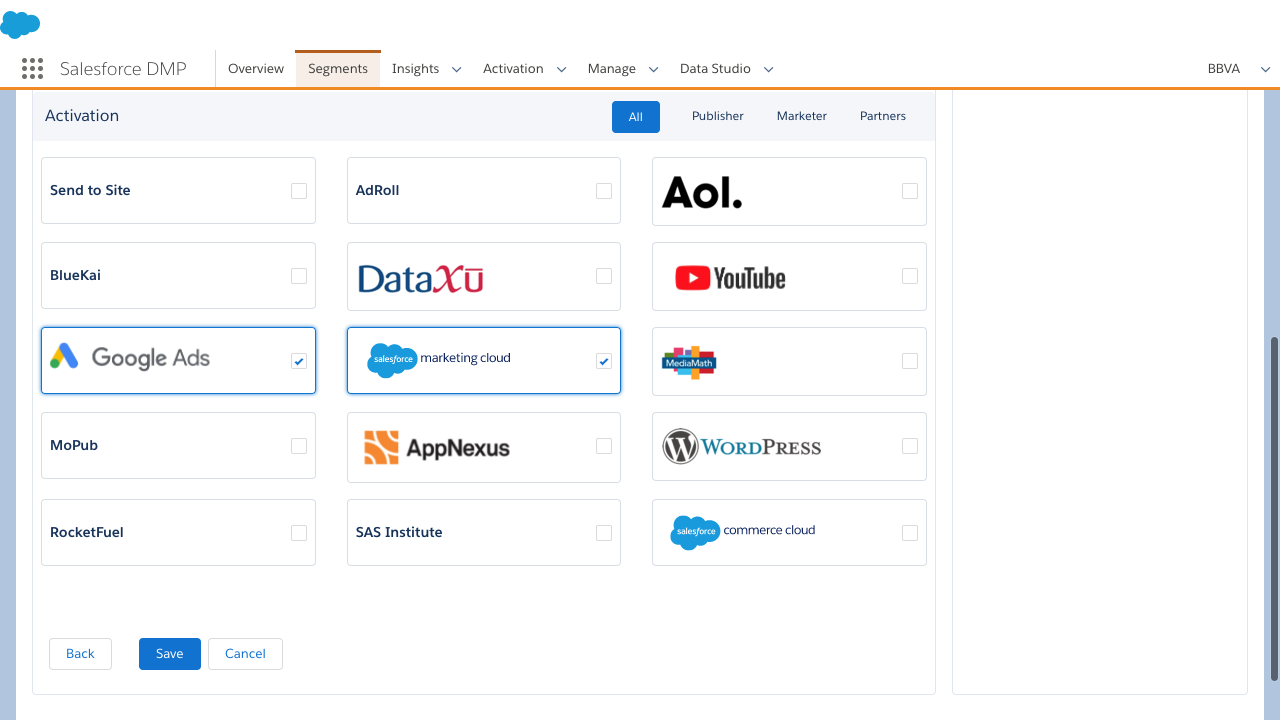 Salesforce DMP Overview Segments Insights Activation Manage Data Studio BBVA
Activation All Publisher Marketer Partners
Send to Site AdRoll Aol.
BlueKai DataXū YouTube
Google Ads salesforce marketing cloud MediaMath
MoPub AppNexus WORDPRESS
RocketFuel SAS Institute salesforce commerce cloud
Back Save Cancel